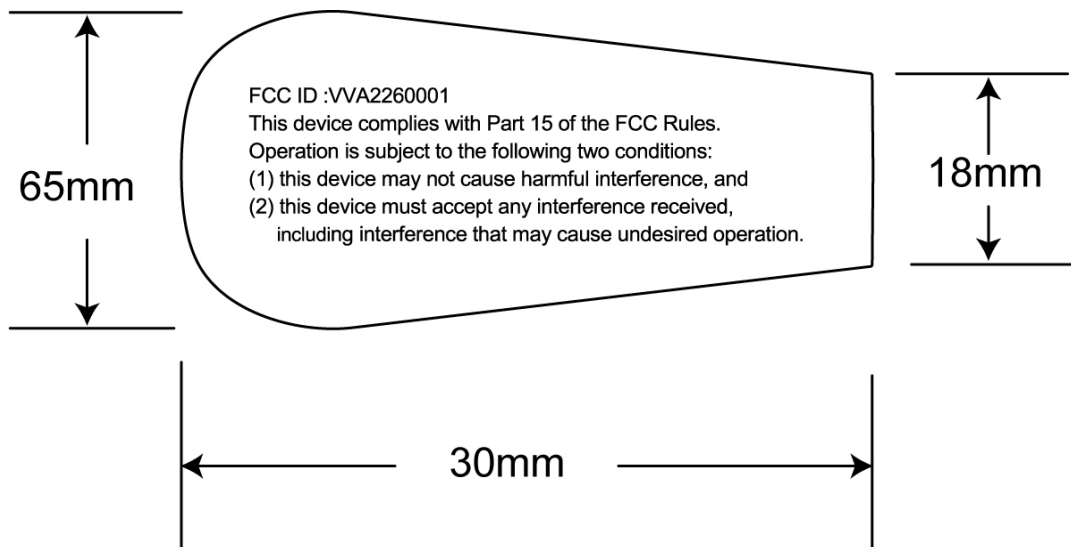 FCC ID :VVA2260001
This device complies with Part 15 of the FCC Rules.
Operation is subject to the following two conditions:
(1) this device may not cause harmful interference, and
(2) this device must accept any interference received,
including interference that may cause undesired operation.
65mm
18mm
30mm